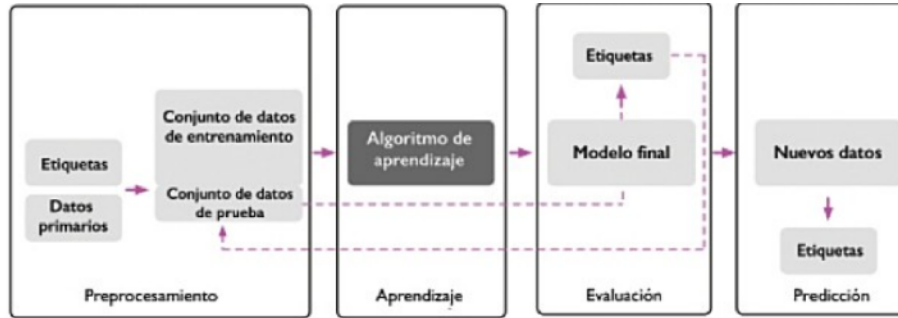 Etiquetas
Datos
primarios
Conjunto de datos
de entrenamiento
Conjunto de datos
de prueba
Preprocesamiento
Algoritmo de
aprendizaje
Aprendizaje
Etiquetas
Modelo final
Evaluación
Nuevos datos
Etiquetas
Predicción